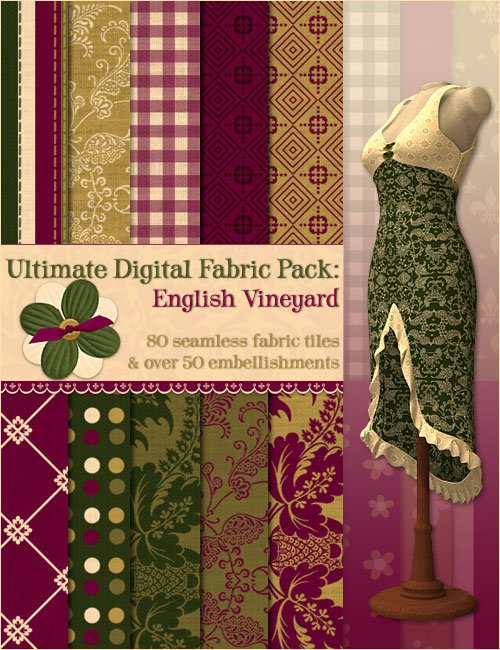 Ultimate Digital Fabric Pack:
English Vineyard
80 seamless fabric tiles
& over 50 embellishments